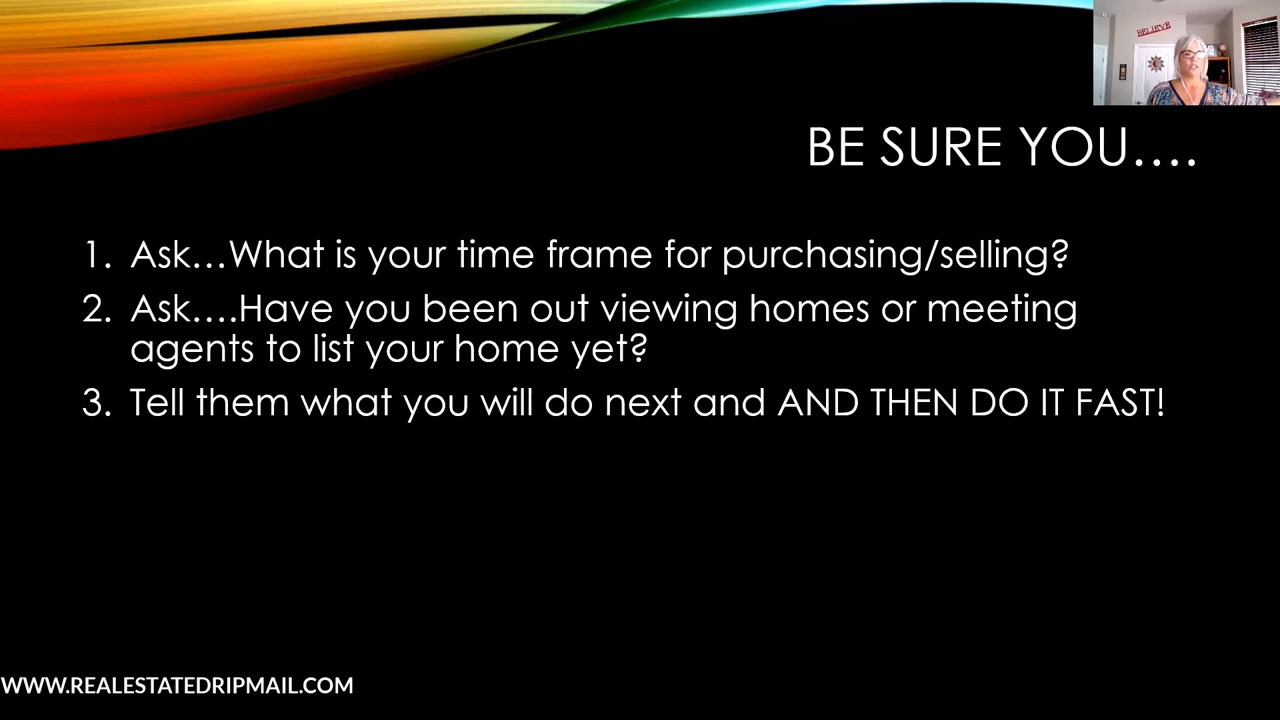 BELIEVE
BE SURE YOU....
1. Ask...What is your time frame for purchasing/selling?
2. Ask....Have you been out viewing homes or meeting
agents to list your home yet?
3. Tell them what you will do next and AND THEN DO IT FAST!
WWW.REALESTATEDRIPMAIL.COM